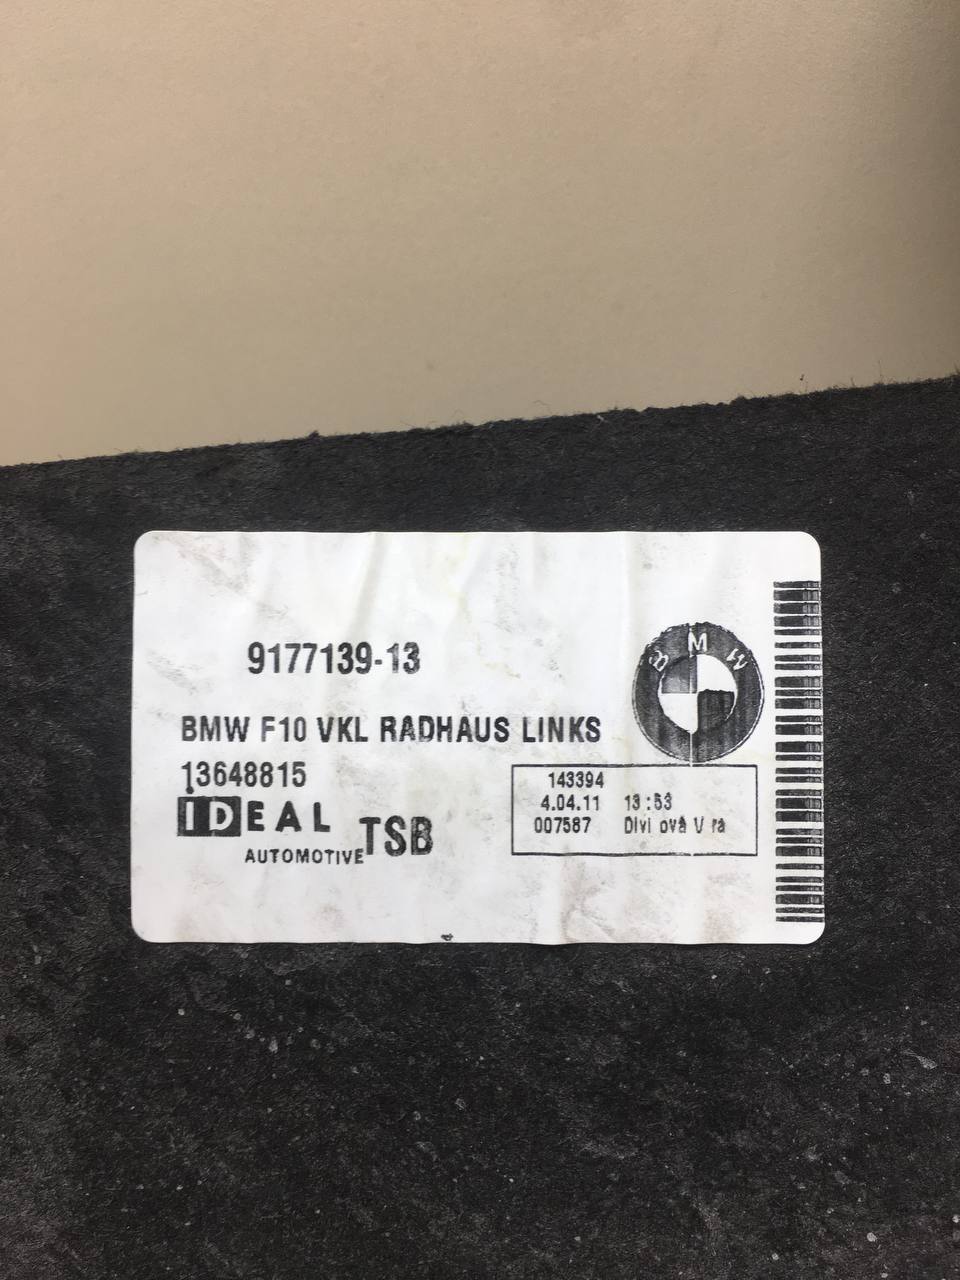 9177139-13
BMW
BMW F10 VKL RADHAUS LINKS
13648815
IDEAL
AUTOMOTIVE
TSB
143394
4.04.11 13:53
007587